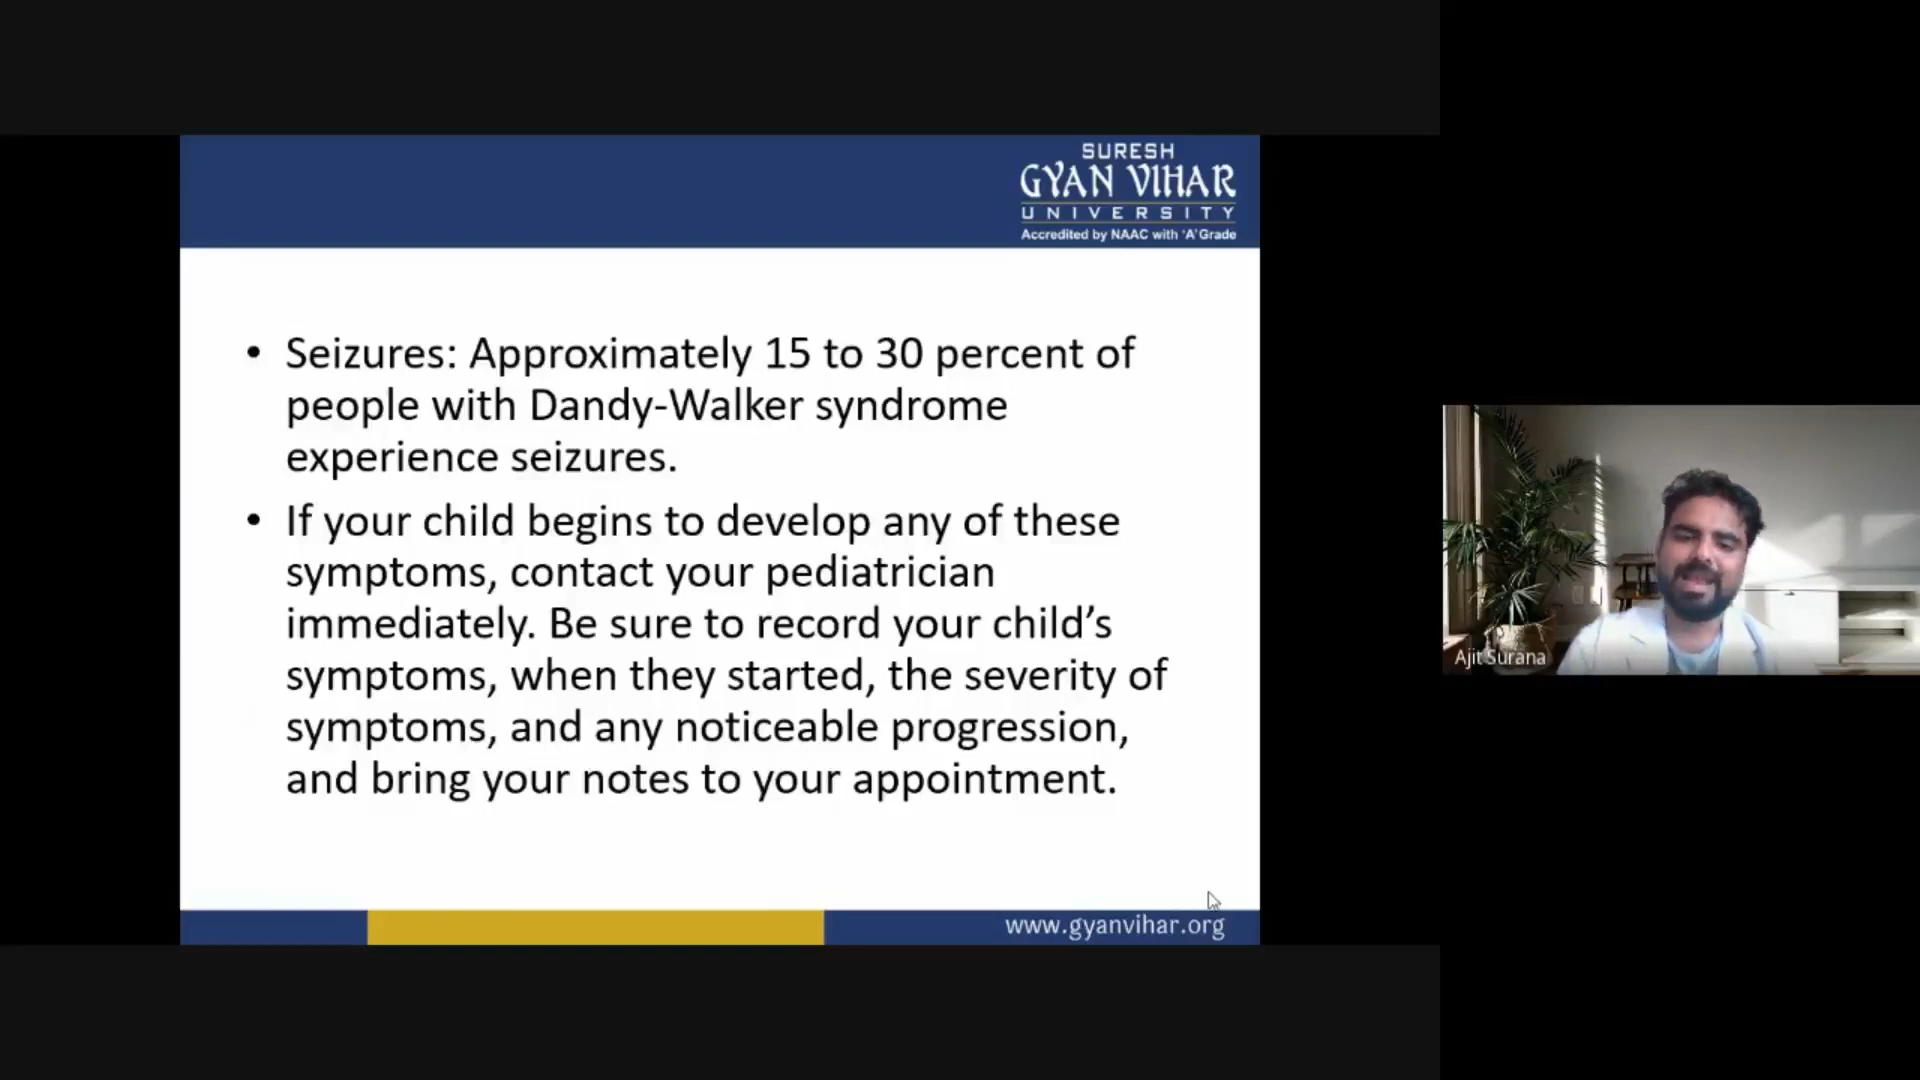 SURESH
GYAN VIHAR
UNIVERSITY
Accredited by NAAC with 'A' Grade
• Seizures: Approximately 15 to 30 percent of
people with Dandy-Walker syndrome
experience seizures.
• If your child begins to develop any of these
symptoms, contact your pediatrician
immediately. Be sure to record your child’s
symptoms, when they started, the severity of
symptoms, and any noticeable progression,
and bring your notes to your appointment.
www.gyanvihar.org
Ajit Surana